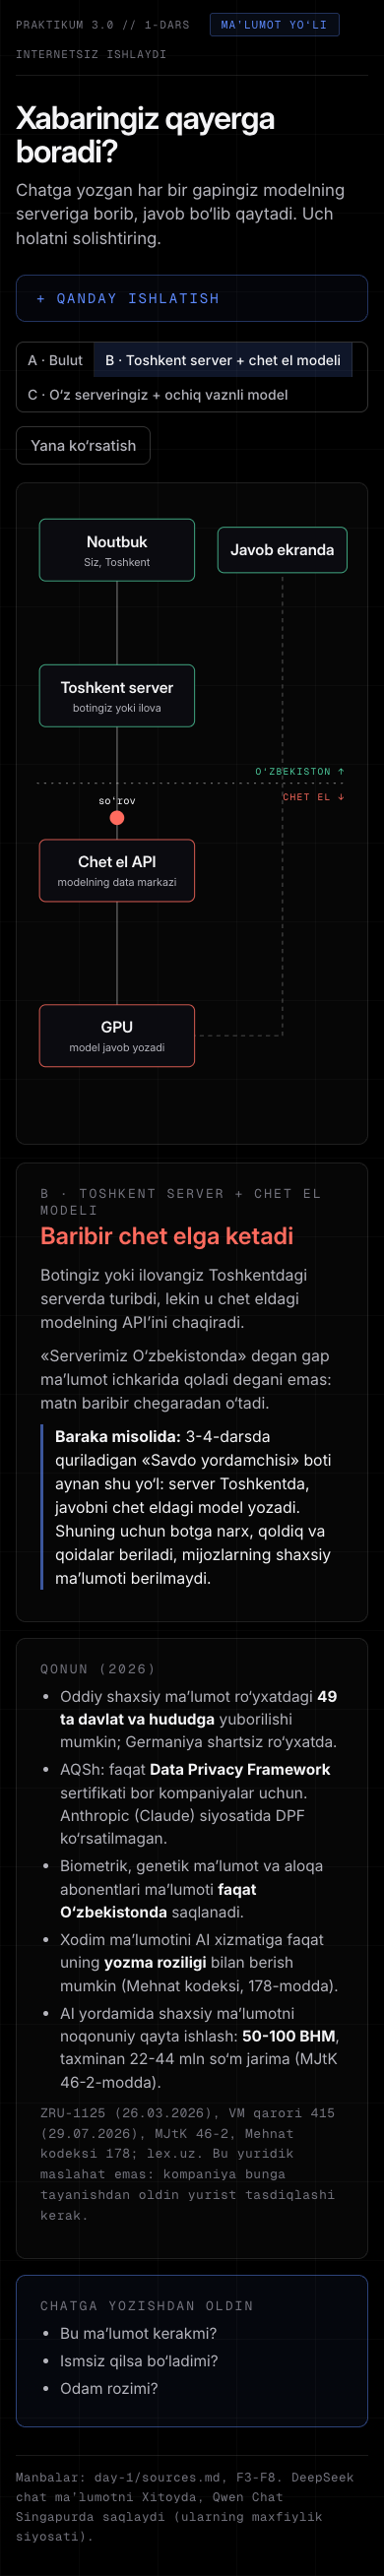 PRAKTIKUM 3.0 // 1-DARS
MA'LUMOT YO'LI
INTERNETSIZ ISHLAYDI
Xabaringiz qayerga
boradi?
Chatga yozgan har bir gapingiz modelning
serveriga borib, javob bo‘lib qaytadi. Uch
holatni solishtiring.
+ QANDAY ISHLATISH
A · Bulut
B · Toshkent server + chet el modeli
C · O‘z serveringiz + ochiq vaznli model
Yana ko‘rsatish
Noutbuk
Siz, Toshkent
Javob ekranda
Toshkent server
botingiz yoki ilova
O'ZBEKISTON ↑
CHET EL ↓
so'rov
Chet el API
modelning data markazi
GPU
model javob yozadi
B · TOSHKENT SERVER + CHET EL
MODELI
Baribir chet elga ketadi
Botingiz yoki ilovangiz Toshkentdagi
serverda turibdi, lekin u chet eldagi
modelning API’ini chaqiradi.
«Serverimiz O‘zbekistonda» degan gap
ma’lumot ichkarida qoladi degani emas:
matn baribir chegaradan o‘tadi.
Baraka misolida: 3-4-darsda
quriladigan «Savdo yordamchisi» boti
aynan shu yo‘l: server Toshkentda,
javobni chet eldagi model yozadi.
Shuning uchun botga narx, qoldiq va
qoidalar beriladi, mijozlarning shaxsiy
ma’lumoti berilmaydi.
QONUN (2026)
• Oddiy shaxsiy ma’lumot ro‘yxatdagi 49
ta davlat va hududga yuborilishi
mumkin; Germaniya shartsiz ro‘yxatda.
• AQSh: faqat Data Privacy Framework
sertifikati bor kompaniyalar uchun.
Anthropic (Claude) siyosatida DPF
ko‘rsatilmagan.
• Biometrik, genetik ma’lumot va aloqa
abonentlari ma’lumoti faqat
O‘zbekistonda saqlanadi.
• Xodim ma’lumotini AI xizmatiga faqat
uning yozma roziligi bilan berish
mumkin (Mehnat kodeksi, 178-modda).
• AI yordamida shaxsiy ma’lumotni
noqonuniy qayta ishlash: 50-100 BHM,
taxminan 22-44 mln so‘m jarima (MJtK
46-2-modda).
ZRU-1125 (26.03.2026), VM qarori 415
(29.07.2026), MJtK 46-2, Mehnat
kodeksi 178; lex.uz. Bu yuridik
maslahat emas: kompaniya bunga
tayanishdan oldin yurist tasdiqlashi
kerak.
CHATGA YOZISHDAN OLDIN
• Bu ma’lumot kerakmi?
• Ismsiz qilsa bo‘ladimi?
• Odam rozimi?
Manbalar: day-1/sources.md, F3-F8. DeepSeek
chat ma'lumotni Xitoyda, Qwen Chat
Singapurda saqlaydi (ularning maxfiylik
siyosati).